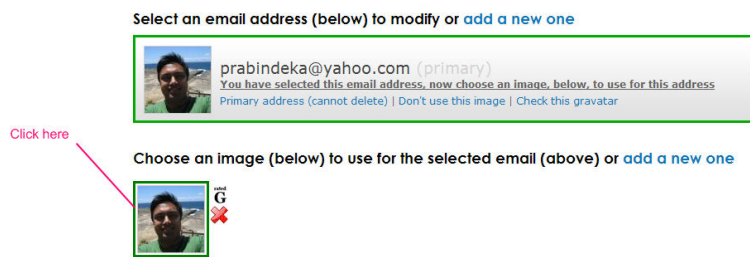 Select an email address (below) to modify or add a new one
prabindeka@yahoo.com (primary)
You have selected this email address, now choose an image, below, to use for this address
Primary address (cannot delete) | Don't use this image | Check this gravatar
Click here
Choose an image (below) to use for the selected email (above) or add a new one
rated
G